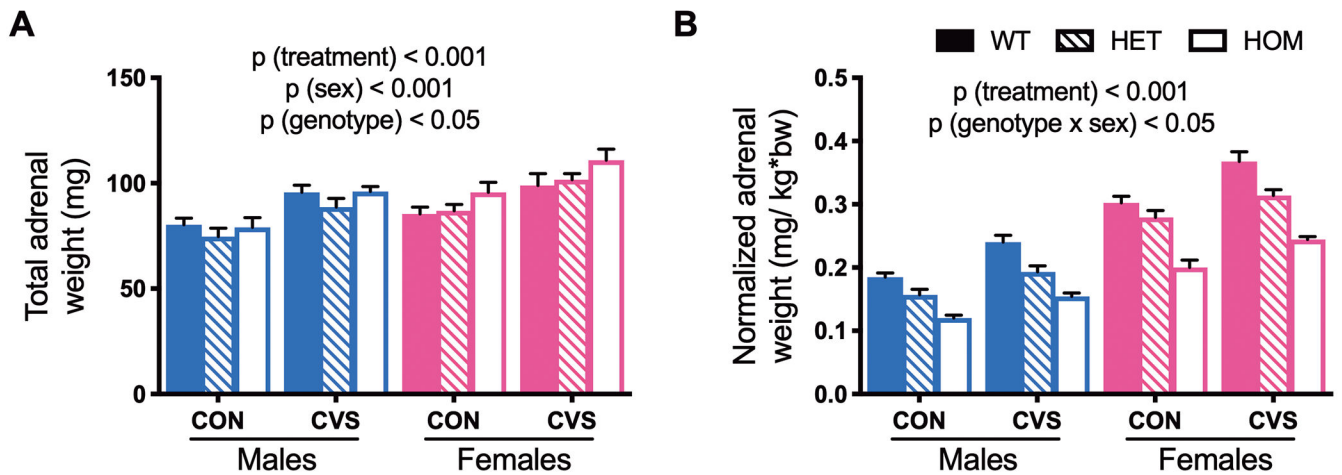 A
p (treatment) < 0.001
p (sex) < 0.001
p (genotype) < 0.05
Total adrenal
weight (mg)
150
100
50
0
CON CVS CON CVS
Males Females
B
WT HET HOM
p (treatment) < 0.001
p (genotype x sex) < 0.05
Normalized adrenal
weight (mg/ kg*bw)
0.5
0.4
0.3
0.2
0.1
0.0
CON CVS CON CVS
Males Females